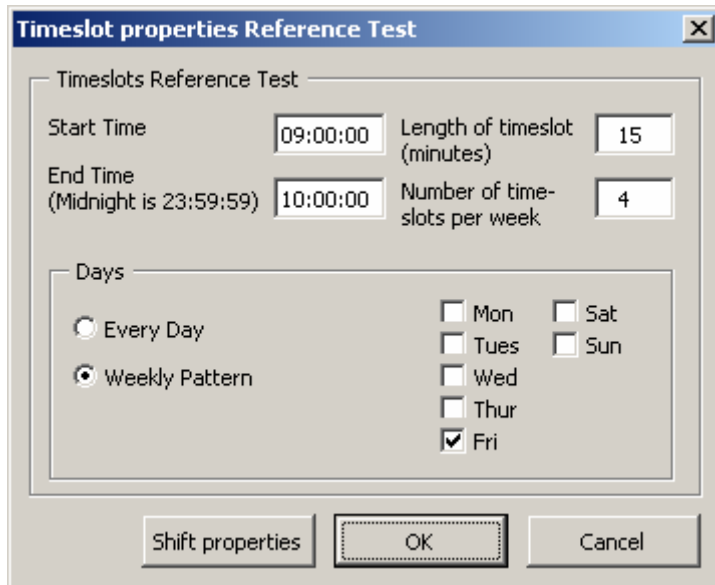 Timeslot properties Reference Test
Timeslots Reference Test
Start Time
09:00:00
Length of timeslot
(minutes)
15
End Time
(Midnight is 23:59:59)
10:00:00
Number of time-
slots per week
4
Days
Every Day
Weekly Pattern
Mon
Tues
Wed
Thur
Fri
Sat
Sun
Shift properties
OK
Cancel